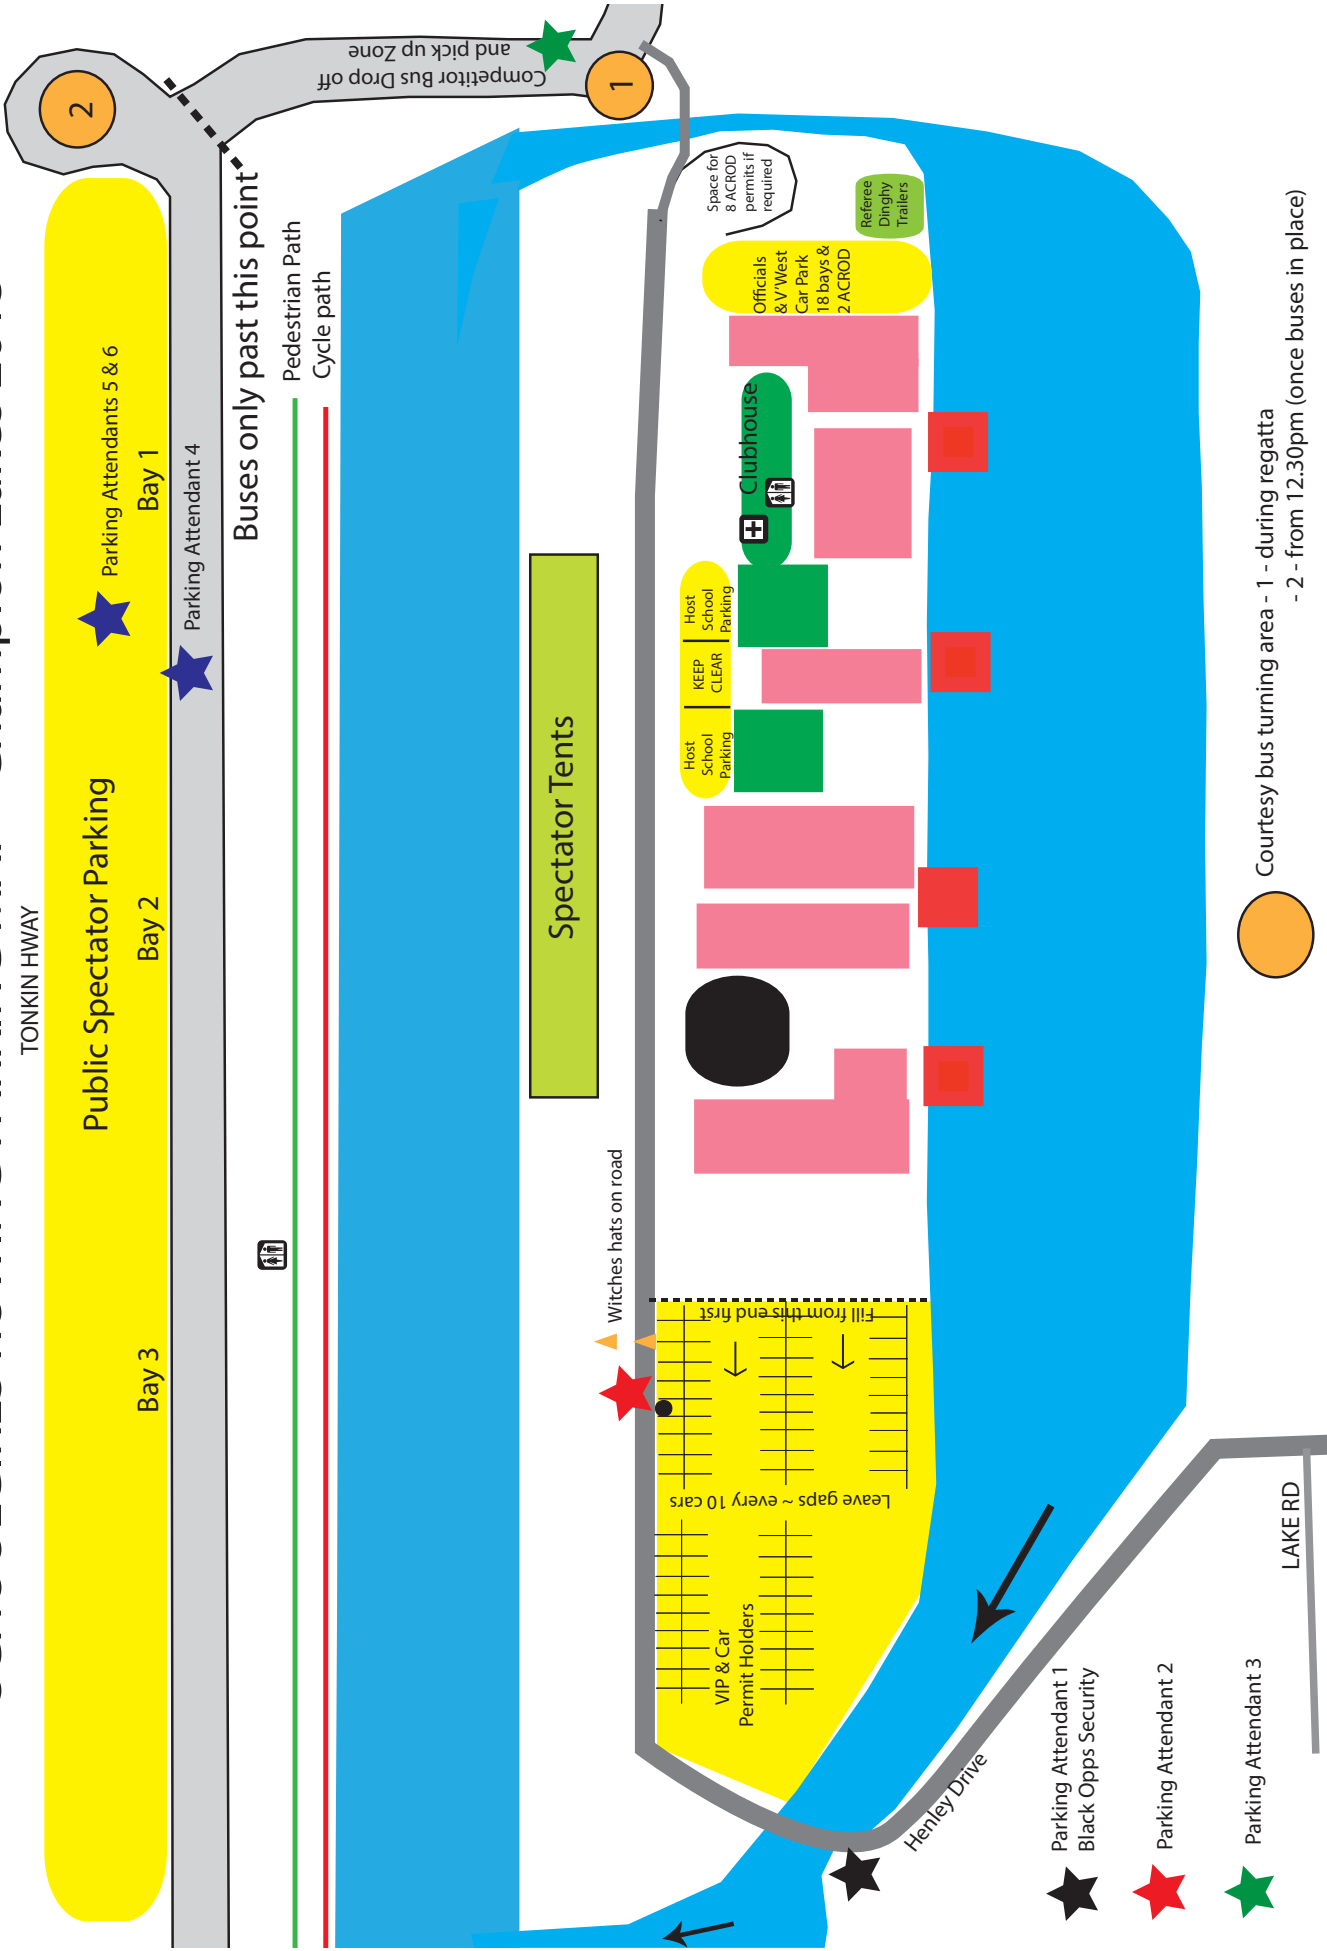 TONKIN HWAY
Public Spectator Parking
Bay 3
Bay 2
Bay 1
Parking Attendants 5 & 6
Parking Attendant 4
2
Competitor Bus Drop off
and pick up Zone
1
Buses only past this point
Pedestrian Path
Cycle path
Spectator Tents
Witches hats on road
Space for
8 ACROD
permits if
required
Referee
Dinghy
Trailers
Officials
& V'West
Car Park
18 bays &
2 ACROD
Clubhouse
Host
School
Parking
KEEP
CLEAR
Host
School
Parking
Fill from this end first
Leave gaps ~ every 10 cars
VIP & Car
Permit Holders
Henley Drive
LAKE RD
Parking Attendant 1
Black Opps Security
Parking Attendant 2
Parking Attendant 3
Courtesy bus turning area - 1 - during regatta
- 2 - from 12.30pm (once buses in place)